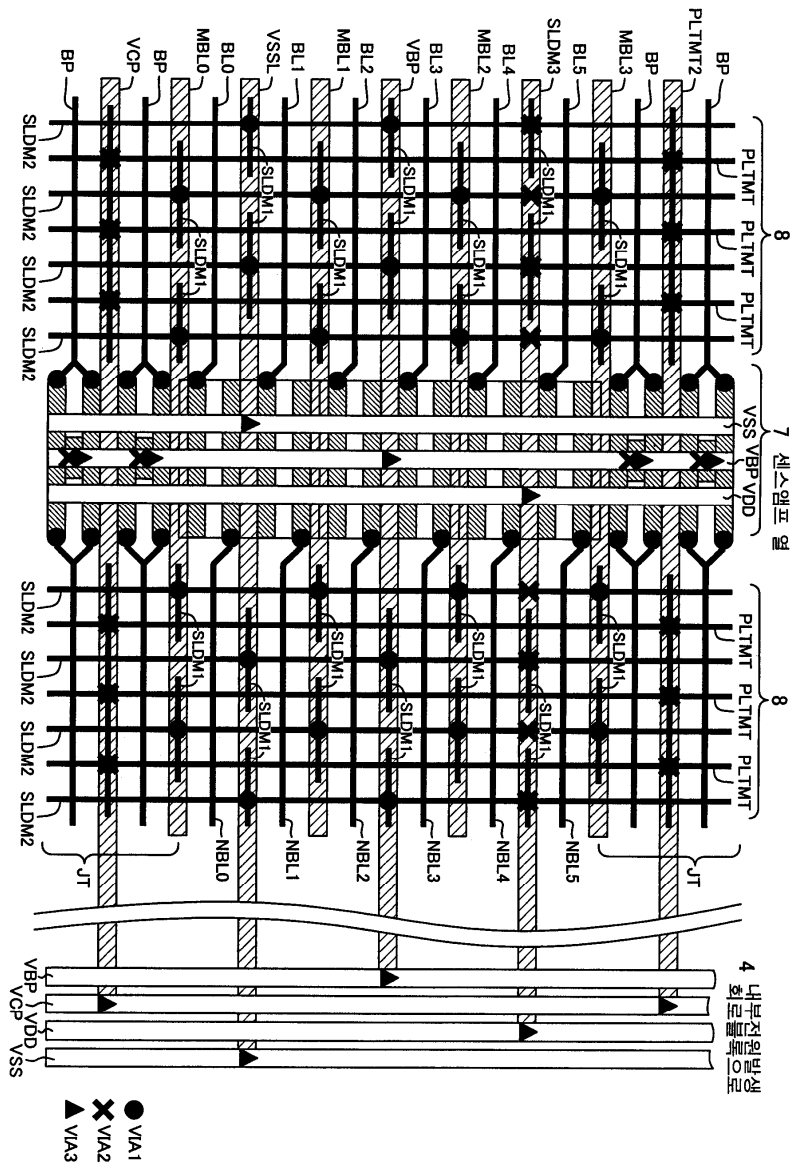 8
7 센스앰프 열
8
4 내부전원발생
회로블록으로
PLTMT
PLTMT
PLTMT
VSS
VBP
VDD
PLTMT
PLTMT
PLTMT
BP
PLTMT2
BP
MBL3
BL5
SLDM3
BL4
MBL2
BL3
VBP
BL2
MBL1
BL1
VSSL
BL0
MBL0
BP
VCP
BP
SLDM1
SLDM1
SLDM1
SLDM1
SLDM1
SLDM1
SLDM1
SLDM1
SLDM1
SLDM1
SLDM1
SLDM1
SLDM1
SLDM1
JT
NBL5
NBL4
NBL3
NBL2
NBL1
NBL0
JT
SLDM2
SLDM2
SLDM2
SLDM2
SLDM2
SLDM2
SLDM2
SLDM2
VBP
VCP
VDD
VSS
VIA1
VIA2
VIA3